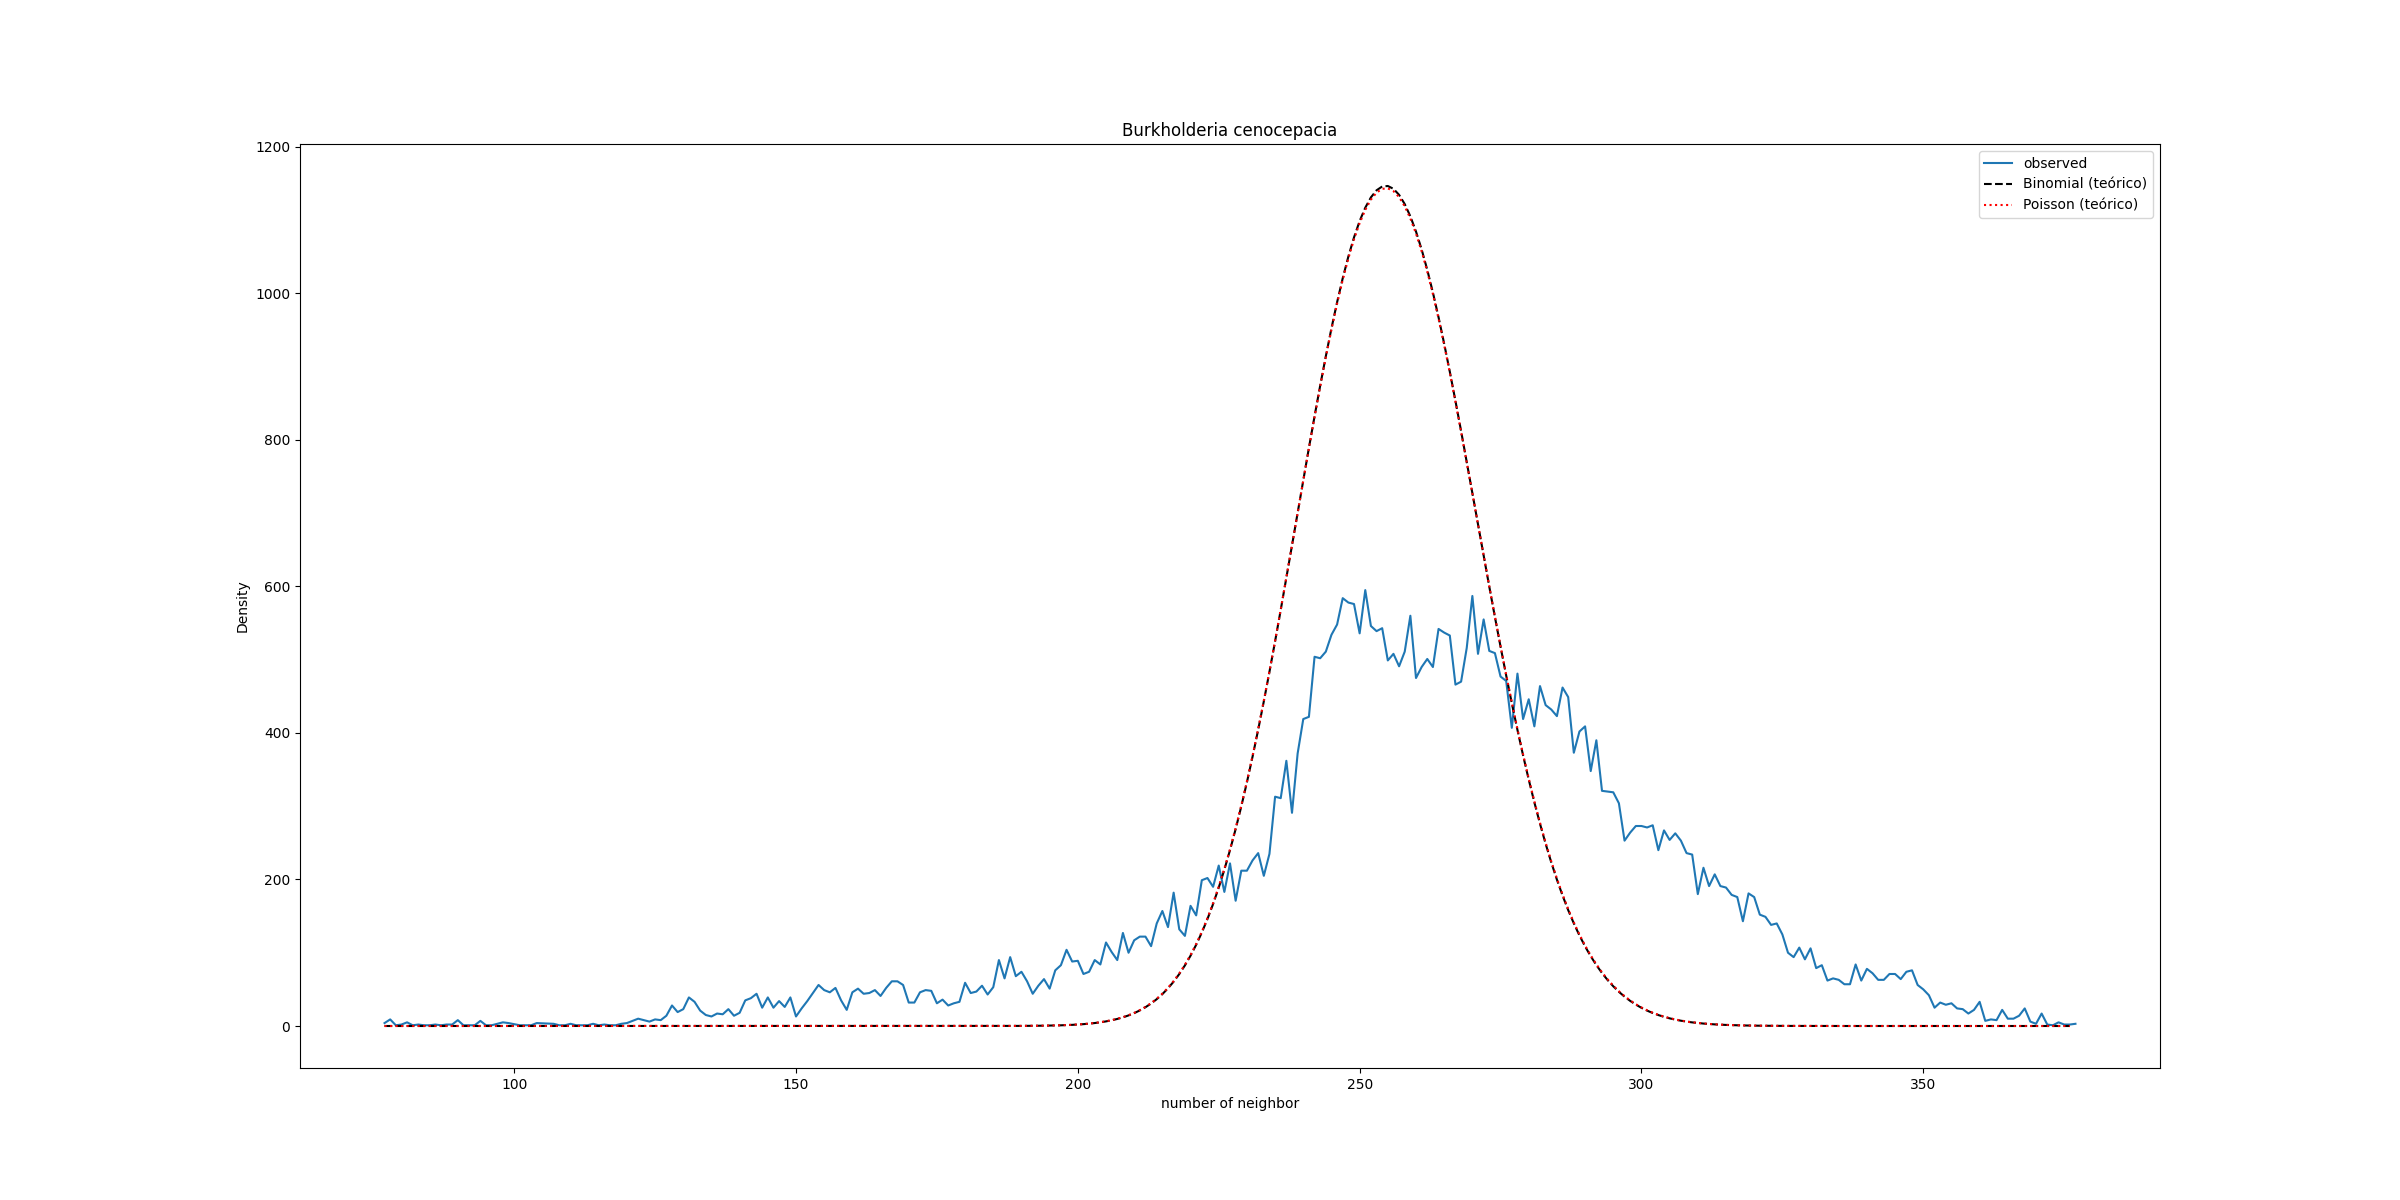 Burkholderia cenocepacia
1200
1000
800
600
400
200
0
Density
100
150
200
250
300
350
number of neighbor
observed
Binomial (teórico)
Poisson (teórico)